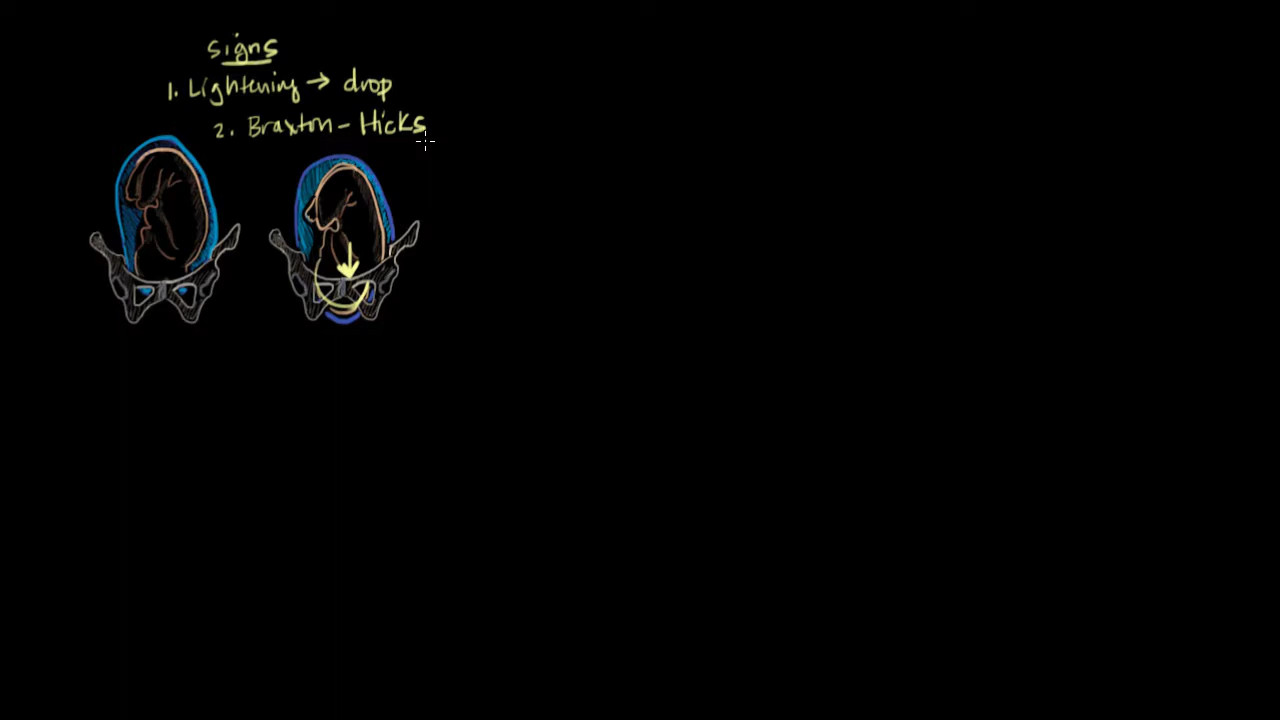 signs
1. Lightening → drop
2. Braxton - Hicks